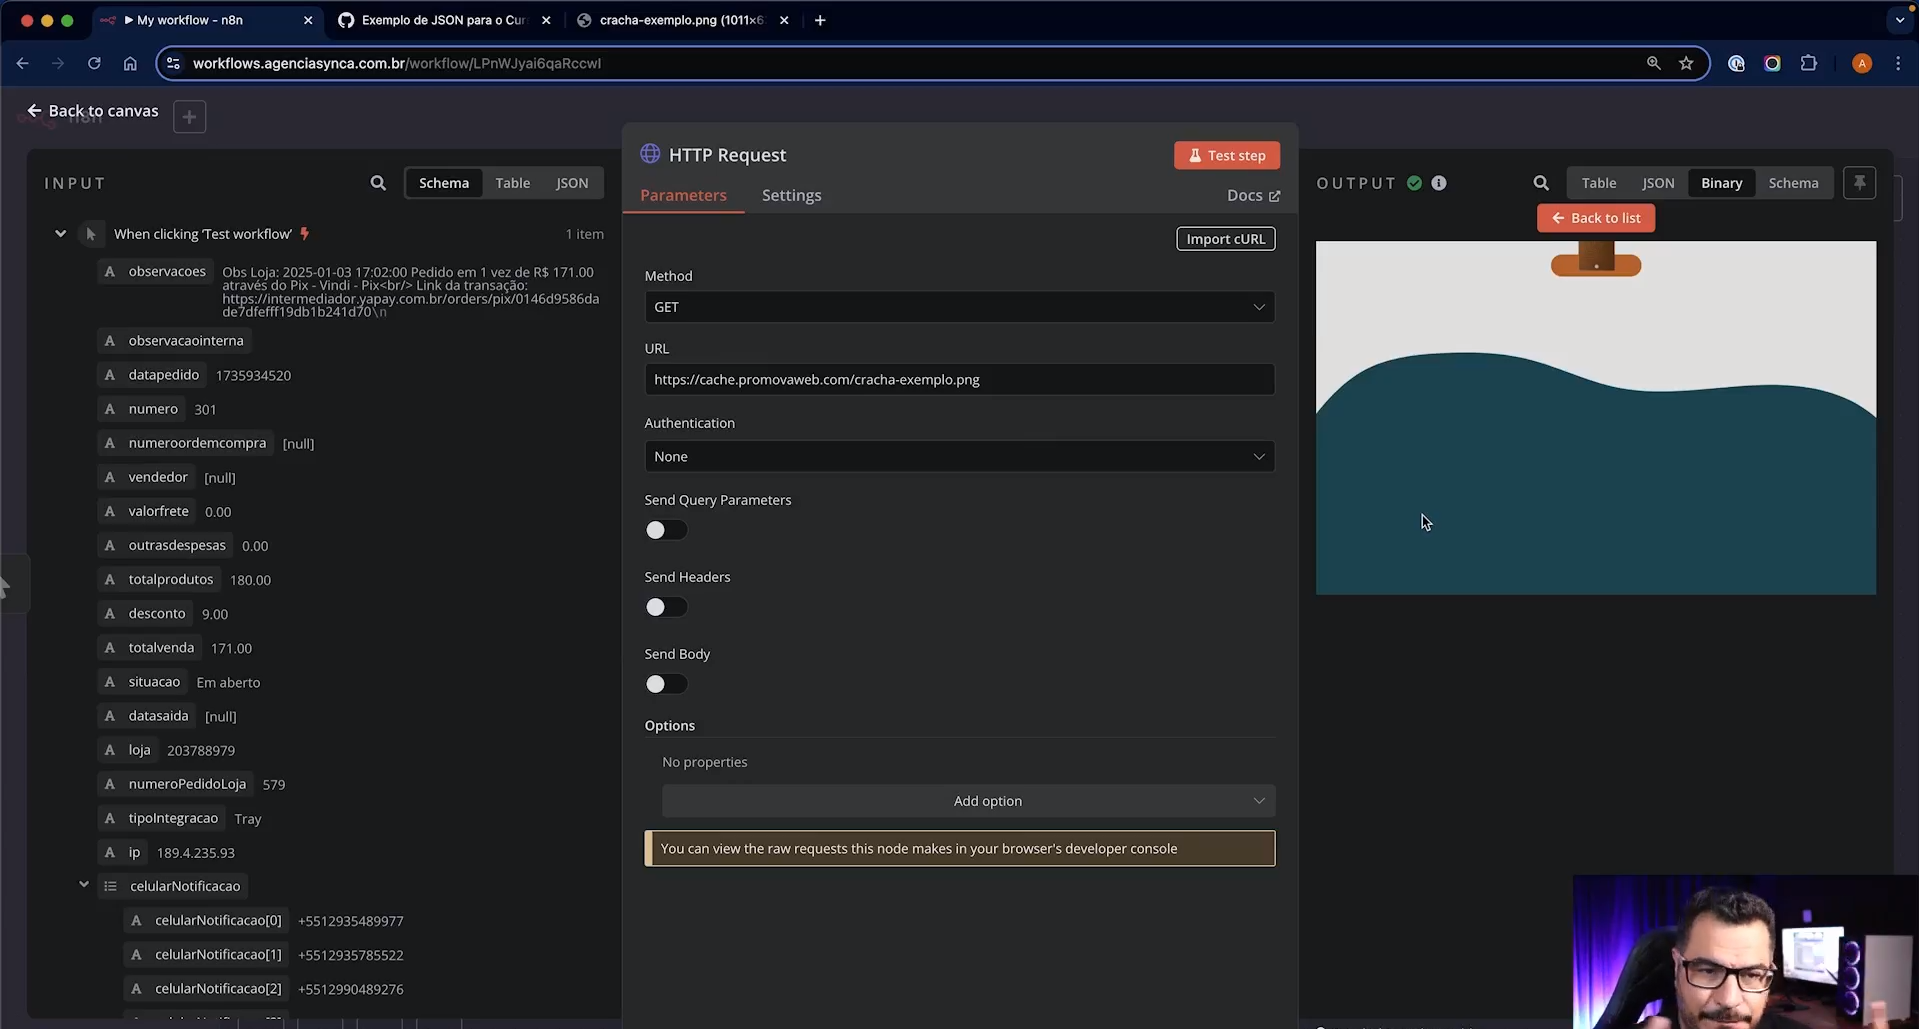 My workflow - n8n
Exemplo de JSON para o Cur
cracha-exemplo.png (1011×6
workflows.agenciasynca.com.br/workflow/LPnWJyai6qaRccwI
A
Back to canvas
n8n
INPUT
Schema
Table
JSON
When clicking ‘Test workflow’
1 item
A observacoes
Obs Loja: 2025-01-03 17:02:00 Pedido em 1 vez de R$ 171.00
através do Pix - Vindi - Pix<br/> Link da transação:
https://intermediador.yapay.com.br/orders/pix/0146d9586da
de7dfefff19db1b241d70\n
A observacaointerna
A datapedido 1735934520
A numero 301
A numeroordemcompra [null]
A vendedor [null]
A valorfrete 0.00
A outrasdespesas 0.00
A totalprodutos 180.00
A desconto 9.00
A totalvenda 171.00
A situacao Em aberto
A datasaida [null]
A loja 203788979
A numeroPedidoLoja 579
A tipoIntegracao Tray
A ip 189.4.235.93
celularNotificacao
A celularNotificacao[0] +5512935489977
A celularNotificacao[1] +5512935785522
A celularNotificacao[2] +5512990489276
HTTP Request
Test step
Parameters
Settings
Docs
Import cURL
Method
GET
URL
https://cache.promovaweb.com/cracha-exemplo.png
Authentication
None
Send Query Parameters
Send Headers
Send Body
Options
No properties
Add option
You can view the raw requests this node makes in your browser's developer console
OUTPUT
Table
JSON
Binary
Schema
Back to list